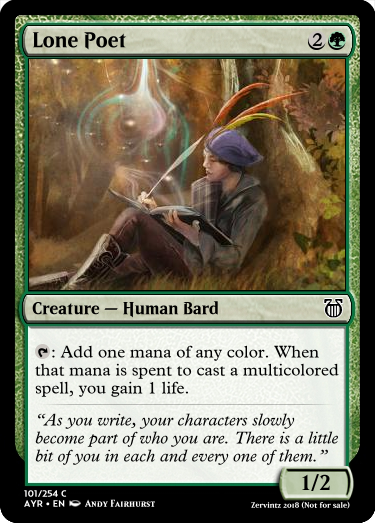 Lone Poet 2
Creature — Human Bard
: Add one mana of any color. When
that mana is spent to cast a multicolored
spell, you gain 1 life.
“As you write, your characters slowly
become part of who you are. There is a little
bit of you in each and every one of them.”
1/2
101/254 C
AYR • EN Andy Fairhurst
Zervintz 2018 (Not for sale)